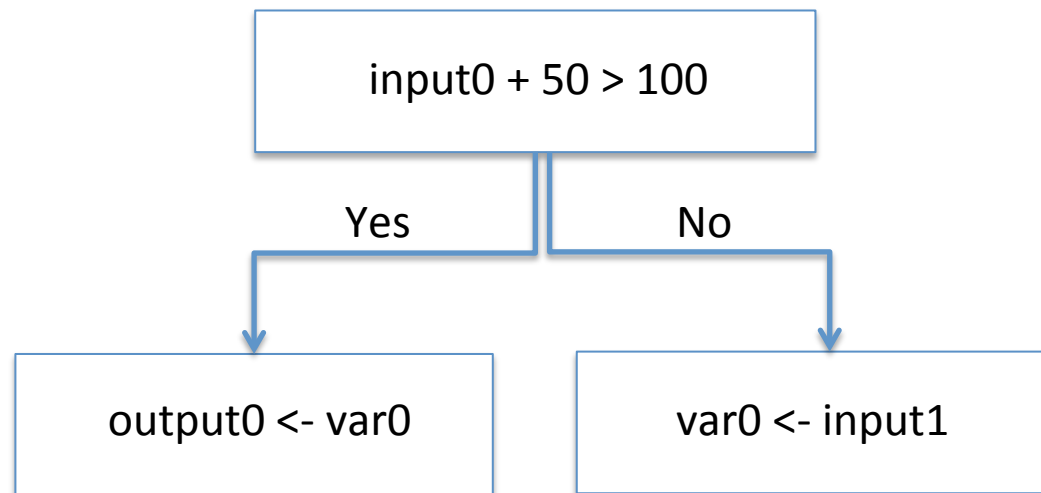 input0 + 50 > 100
Yes
No
output0 <- var0
var0 <- input1